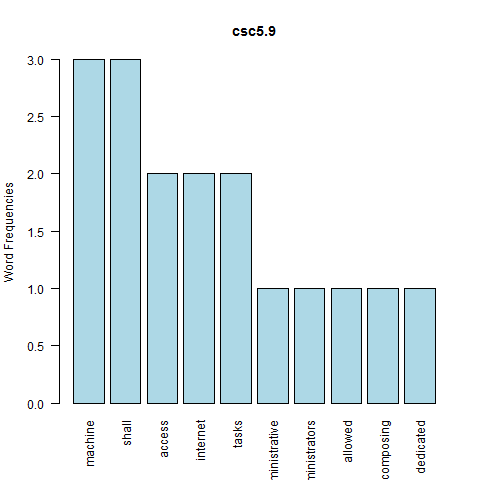 csc5.9
Word Frequencies
3.0
2.5
2.0
1.5
1.0
0.5
0.0
machine
shall
access
internet
tasks
ministrative
ministrators
allowed
composing
dedicated